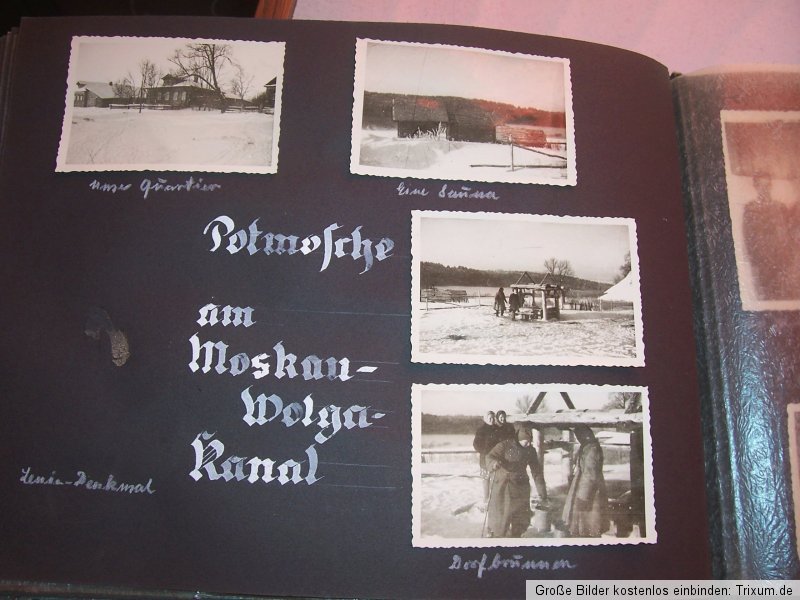 Unser Quartier
Eine Sauna
Potmosche
am
Moskau-
Wolga-
Kanal
Lenin-Denkmal
Dorfbrunnen
Große Bilder kostenlos einbinden: Trixum.de